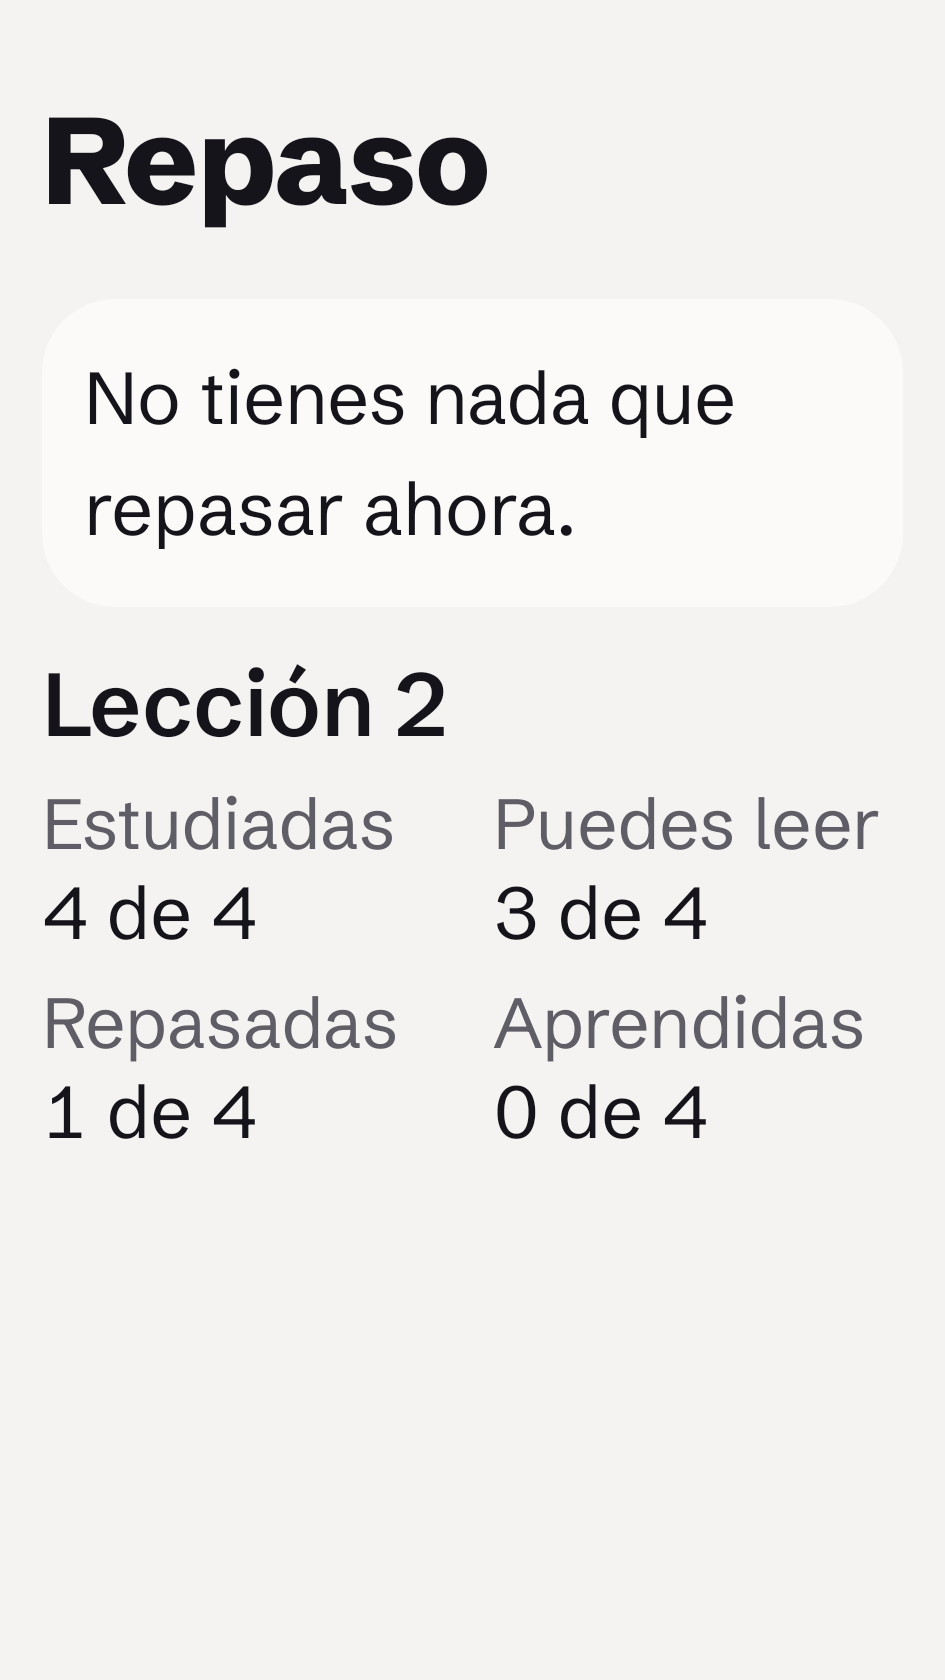 Repaso
No tienes nada que
repasar ahora.
Lección 2
Estudiadas
4 de 4
Puedes leer
3 de 4
Repasadas
1 de 4
Aprendidas
0 de 4